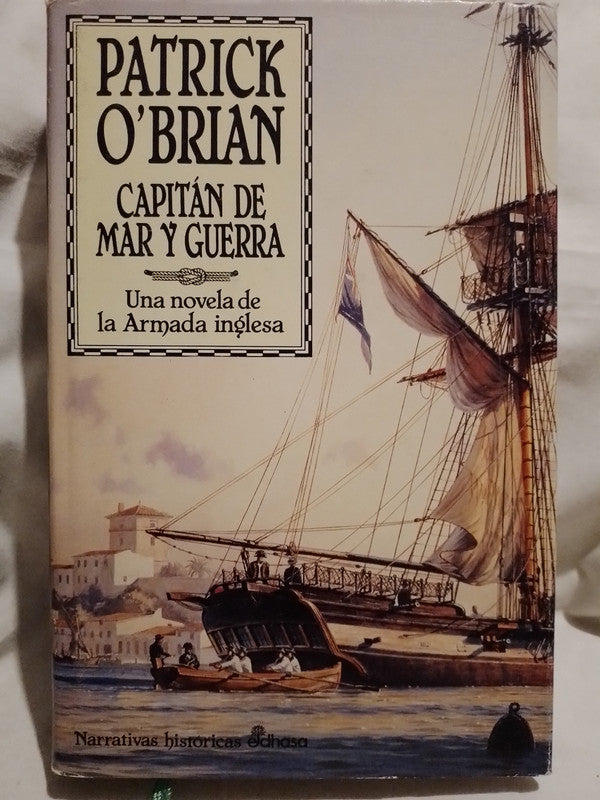 PATRICK
O'BRIAN
CAPITÁN DE
MAR Y GUERRA
Una novela de
la Armada inglesa
Narrativas históricas edhasa